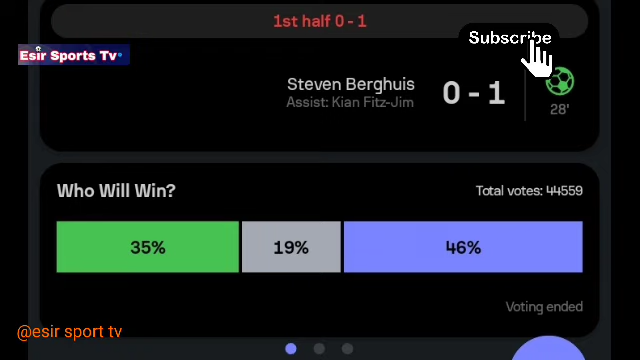 1st half 0 - 1
Subscribe
Esir Sports Tv
Steven Berghuis
Assist: Kian Fitz-Jim
0 - 1
28'
Who Will Win?
Total votes: 44559
35%
19%
46%
Voting ended
@esir sport tv